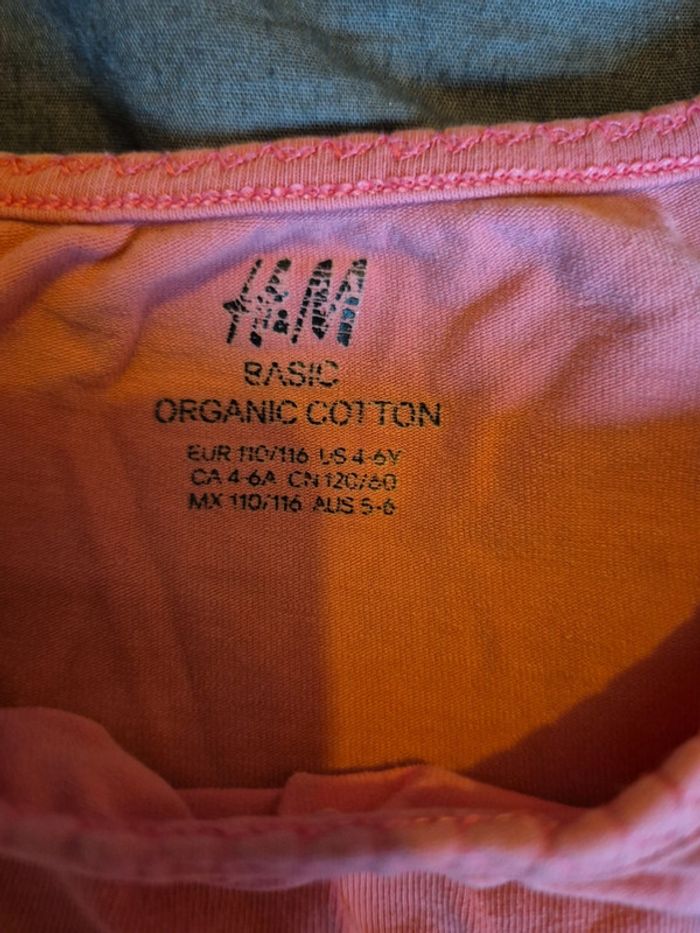 H&M
BASIC
ORGANIC COTTON
EUR 110/116 US 4-6Y
CA 4-6A CN 120/60
MX 110/116 AUS 5-6